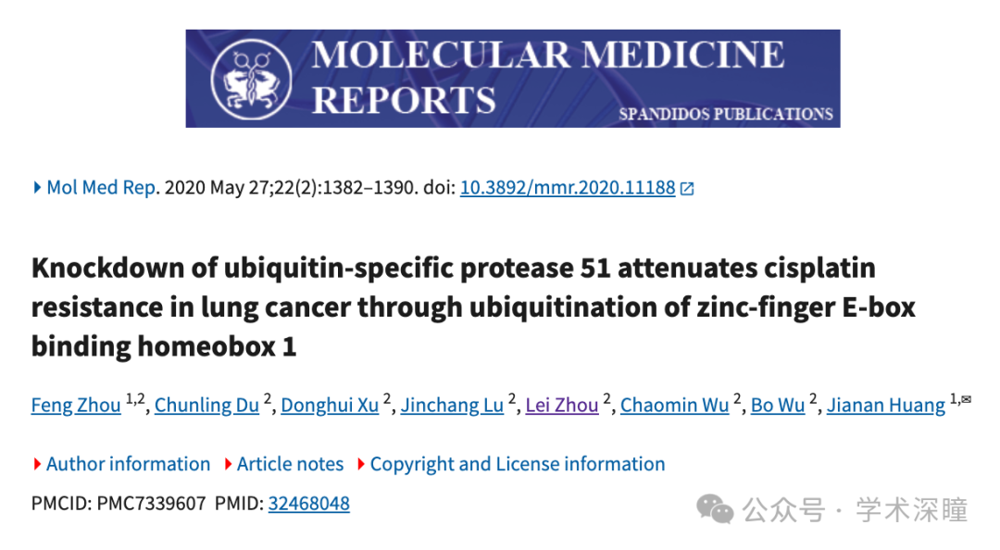 MOLECULAR MEDICINE
REPORTS
SPANDIDOS PUBLICATIONS
Mol Med Rep. 2020 May 27;22(2):1382–1390. doi: 10.3892/mmr.2020.11188
Knockdown of ubiquitin-specific protease 51 attenuates cisplatin
resistance in lung cancer through ubiquitination of zinc-finger E-box
binding homeobox 1
Feng Zhou 1,2, Chunling Du 2, Donghui Xu 2, Jinchang Lu 2, Lei Zhou 2, Chaomin Wu 2, Bo Wu 2, Jianan Huang 1,✉
Author information Article notes Copyright and License information
PMCID: PMC7339607 PMID: 32468048
公众号 · 学术深瞳